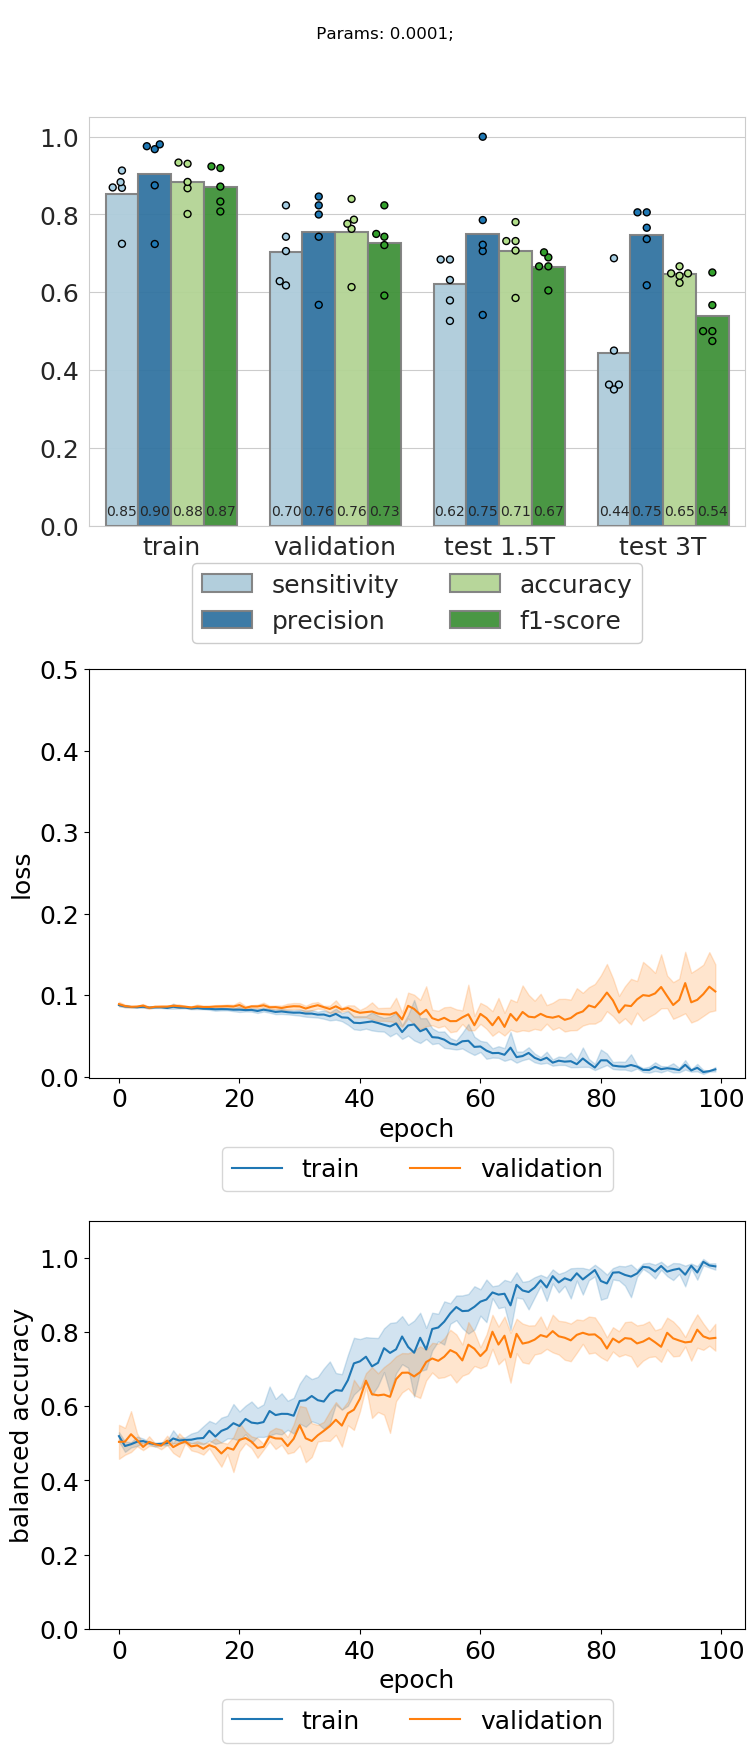 Params: 0.0001;
1.0
0.8
0.6
0.4
0.2
0.0
0.85 0.90 0.88 0.87 0.70 0.76 0.76 0.73 0.62 0.75 0.71 0.67 0.44 0.75 0.65 0.54
train validation test 1.5T test 3T
sensitivity accuracy
precision f1-score
0.5
0.4
0.3
0.2
0.1
0.0
loss
0 20 40 60 80 100
epoch
train validation
1.0
0.8
0.6
0.4
0.2
0.0
balanced accuracy
0 20 40 60 80 100
epoch
train validation